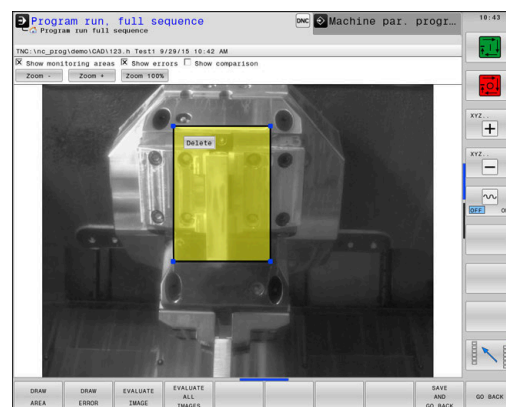 Program run, full sequence
Program run full sequence
DNC
Machine par. progr…
10:43
TNC:\nc_prog\demo\CAD\123.h Test1 9/29/15 10:42 AM
Show monitoring areas Show errors Show comparison
Zoom - Zoom + Zoom 100%
Delete
XYZ..
+
XYZ..
−
OFF
DRAW AREA
DRAW ERROR
EVALUATE IMAGE
EVALUATE ALL IMAGES
SAVE AND GO BACK
GO BACK